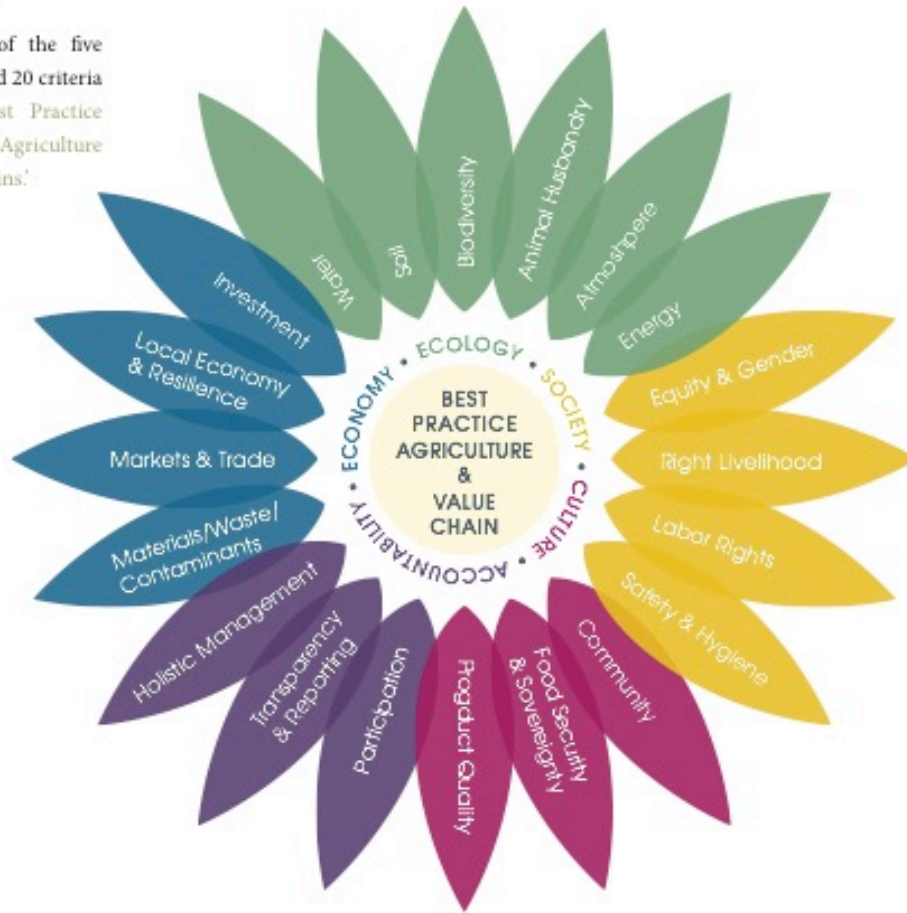 of the five
d 20 criteria
st Practice
Agriculture
ins.'
Water
Soil
Biodiversity
Animal Husbandry
Atmoshpere
Energy
Equity & Gender
Right Livelihood
Labor Rights
Safety & Hygiene
Community
Food Security
& Sovereignty
Progduct Quality
Participation
Transparency
& Reporting
Holistic Management
Materials/Waste/
Contaminants
Markets & Trade
Local Economy
& Resilience
Investment
ECOLOGY • SOCIETY • CULTURE • ACCOUNTABILITY • ECONOMY •
BEST
PRACTICE
AGRICULTURE
&
VALUE
CHAIN